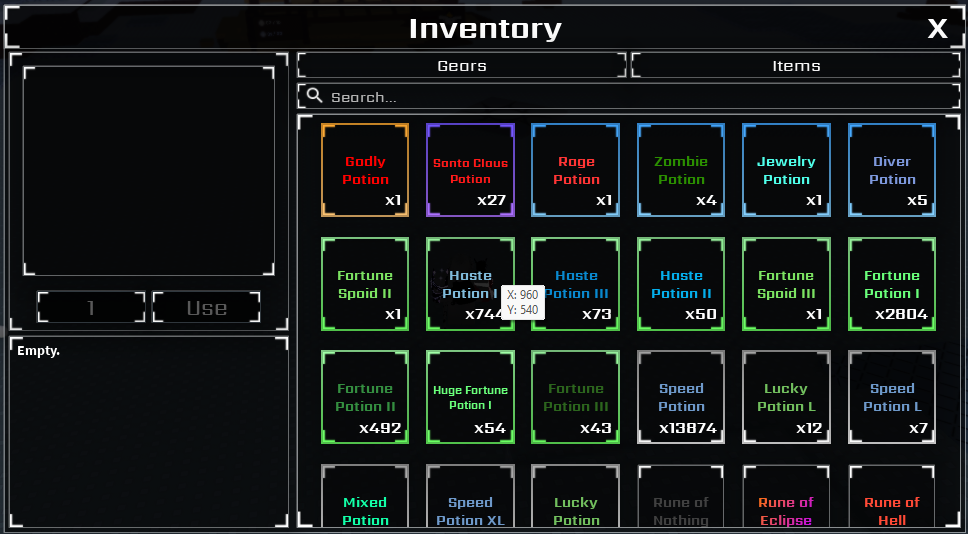 Inventory
X
Gears
Items
Search...
Godly
Potion
x1
Santa Claus
Potion
x27
Rage
Potion
x1
Zombie
Potion
x4
Jewelry
Potion
x1
Diver
Potion
x5
Fortune
Spoid II
x1
Haste
Potion I
x744
Haste
Potion III
x73
Haste
Potion II
x50
Fortune
Spoid III
x1
Fortune
Potion I
x2804
X: 960
Y: 540
1
Use
Empty.
Fortune
Potion II
x492
Huge Fortune
Potion I
x54
Fortune
Potion III
x43
Speed
Potion
x13874
Lucky
Potion L
x12
Speed
Potion L
x7
Mixed
Potion
Speed
Potion XL
Lucky
Potion
Rune of
Nothing
Rune of
Eclipse
Rune of
Hell